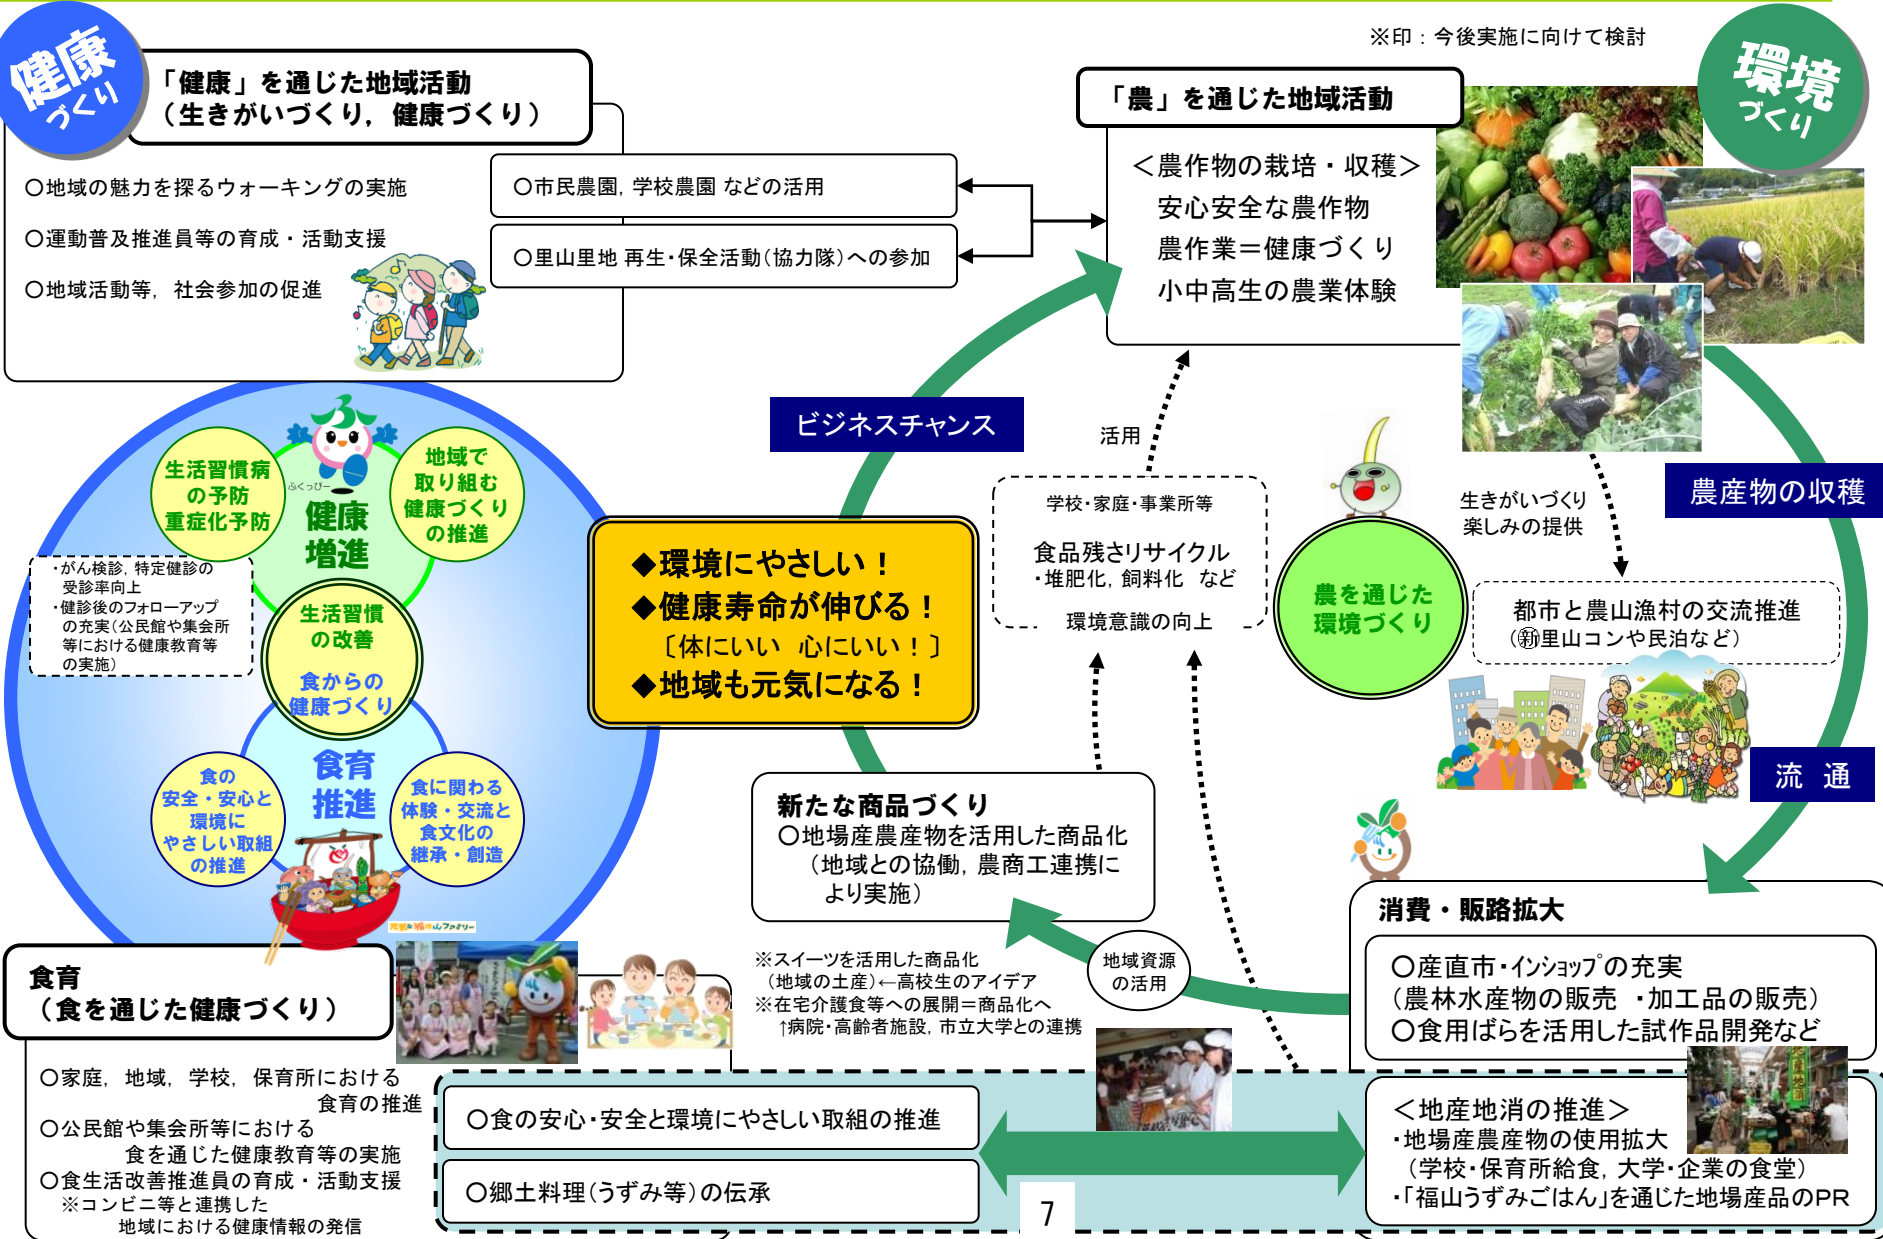 健康
づくり
「健康」を通じた地域活動
（生きがいづくり，健康づくり）
○地域の魅力を探るウォーキングの実施
○運動普及推進員等の育成・活動支援
○地域活動等，社会参加の促進
○市民農園，学校農園 などの活用
○里山里地 再生・保全活動（協力隊）への参加
※印：今後実施に向けて検討
環境
づくり
「農」を通じた地域活動
＜農作物の栽培・収穫＞
安心安全な農作物
農作業＝健康づくり
小中高生の農業体験
ビジネスチャンス
活用
学校・家庭・事業所等
食品残さリサイクル
・堆肥化，飼料化 など
環境意識の向上
農を通じた
環境づくり
生きがいづくり
楽しみの提供
農産物の収穫
都市と農山漁村の交流推進
（新里山コンや民泊など）
流 通
生活習慣病
の予防
重症化予防
ふくっぴー
健康
増進
地域で
取り組む
健康づくり
の推進
・がん検診，特定健診の
受診率向上
・健診後のフォローアップ
の充実（公民館や集会所
等における健康教育等
の実施）
生活習慣
の改善
食からの
健康づくり
食育
推進
食の
安全・安心と
環境に
やさしい取組
の推進
食に関わる
体験・交流と
食文化の
継承・創造
元気な福の山ファミリー
◆環境にやさしい！
◆健康寿命が伸びる！
〔体にいい 心にいい！〕
◆地域も元気になる！
新たな商品づくり
○地場産農産物を活用した商品化
（地域との協働，農商工連携に
より実施）
※スイーツを活用した商品化
（地域の土産）←高校生のアイデア
※在宅介護食等への展開＝商品化へ
↑病院・高齢者施設，市立大学との連携
地域資源
の活用
消費・販路拡大
○産直市・インショップの充実
（農林水産物の販売 ・加工品の販売）
○食用ばらを活用した試作品開発など
＜地産地消の推進＞
・地場産農産物の使用拡大
（学校・保育所給食，大学・企業の食堂）
・「福山うずみごはん」を通じた地場産品のＰＲ
地産地消
食育
（食を通じた健康づくり）
○家庭，地域，学校，保育所における
食育の推進
○公民館や集会所等における
食を通じた健康教育等の実施
○食生活改善推進員の育成・活動支援
※コンビニ等と連携した
地域における健康情報の発信
○食の安心・安全と環境にやさしい取組の推進
○郷土料理（うずみ等）の伝承
7